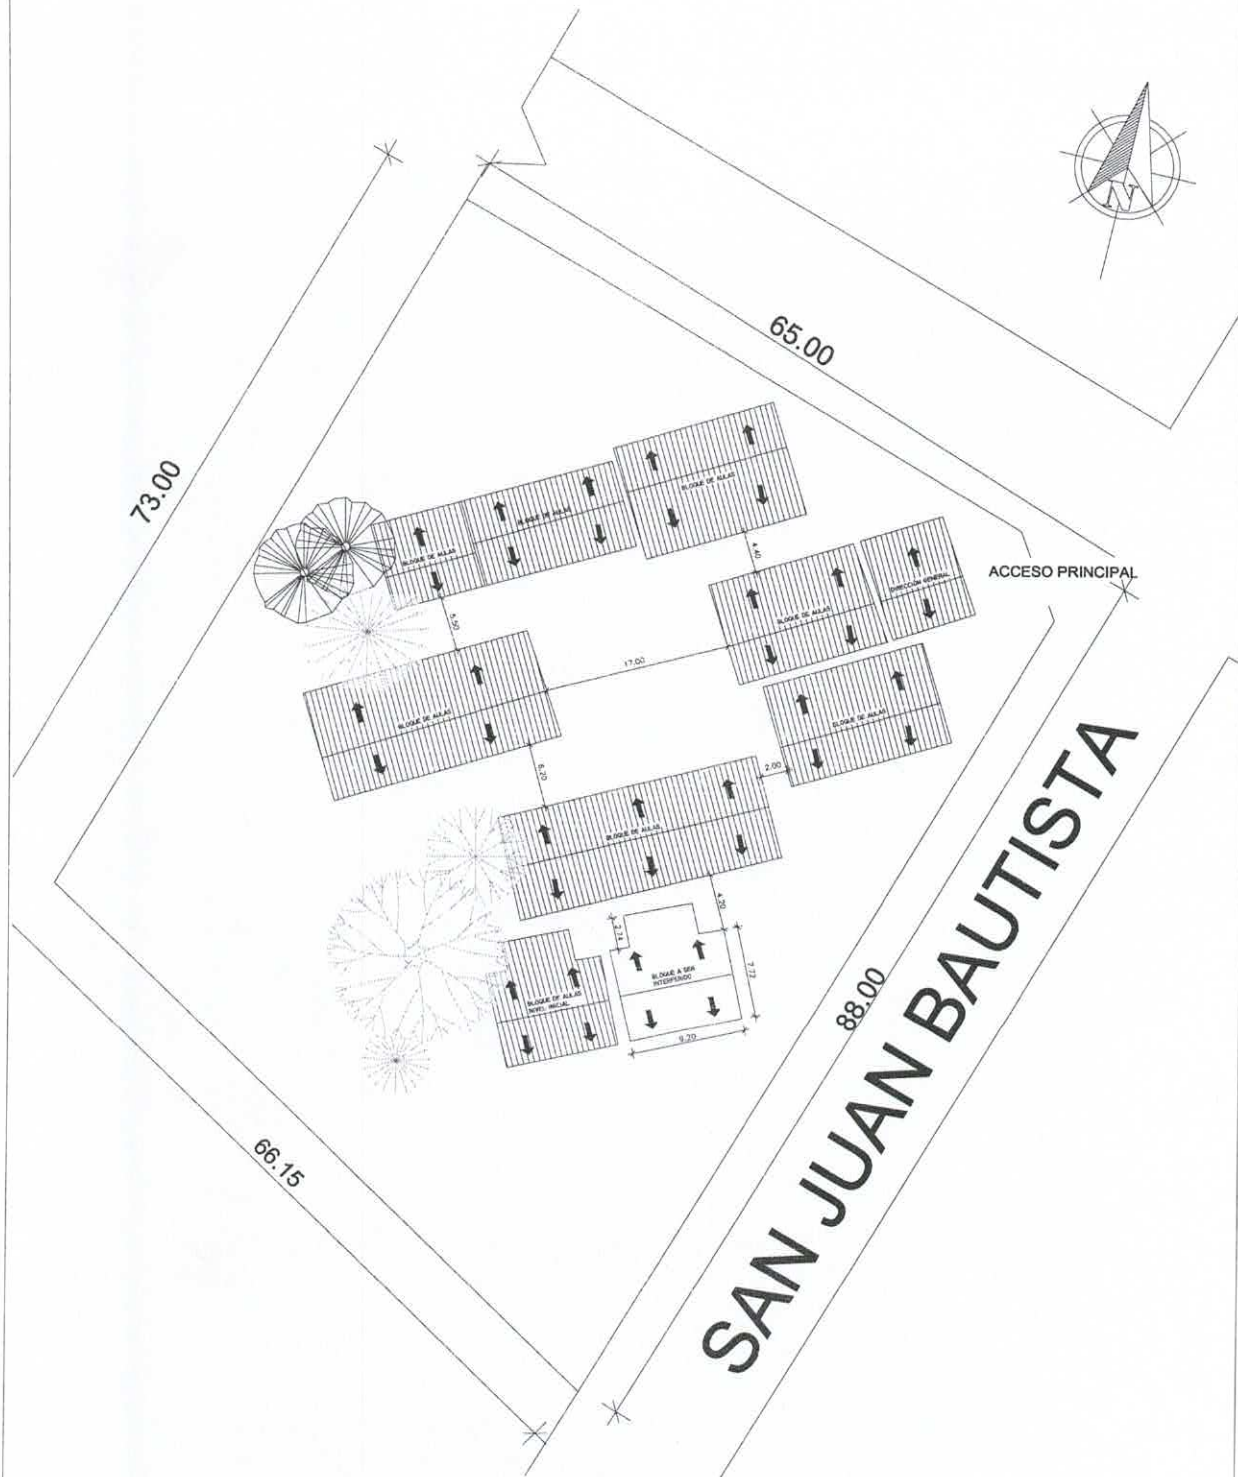 N
65.00
73.00
BLOQUE DE AULAS
BLOQUE DE AULAS
BLOQUE DE AULAS
4.40
ACCESO PRINCIPAL
DIRECCIÓN GENERAL
BLOQUE DE AULAS
5.50
17.00
BLOQUE DE AULAS
BLOQUE DE AULAS
6.20
2.00
BLOQUE DE AULAS
4.20
2.74
7.72
BLOQUE A SER
INTERVENIDO
BLOQUE DE AULAS
NIVEL INICIAL
9.20
88.00
66.15
SAN JUAN BAUTISTA